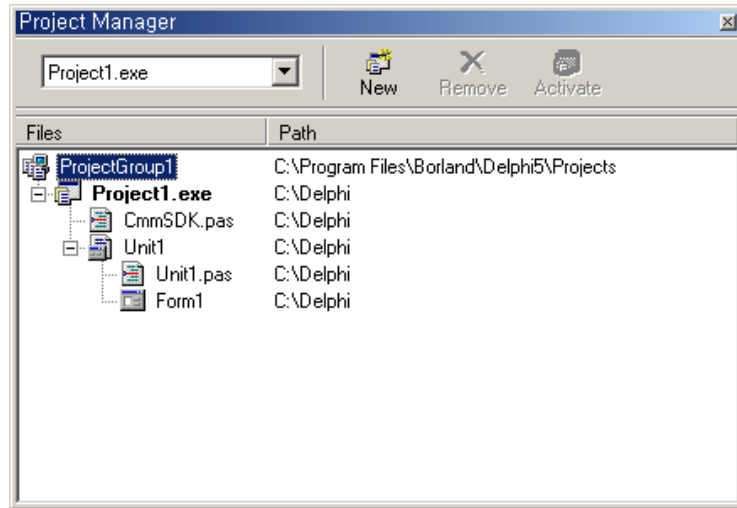 Project Manager
Project1.exe
New Remove Activate
Files Path
ProjectGroup1 C:\Program Files\Borland\Delphi5\Projects
Project1.exe C:\Delphi
CmmSDK.pas C:\Delphi
Unit1 C:\Delphi
Unit1.pas C:\Delphi
Form1 C:\Delphi